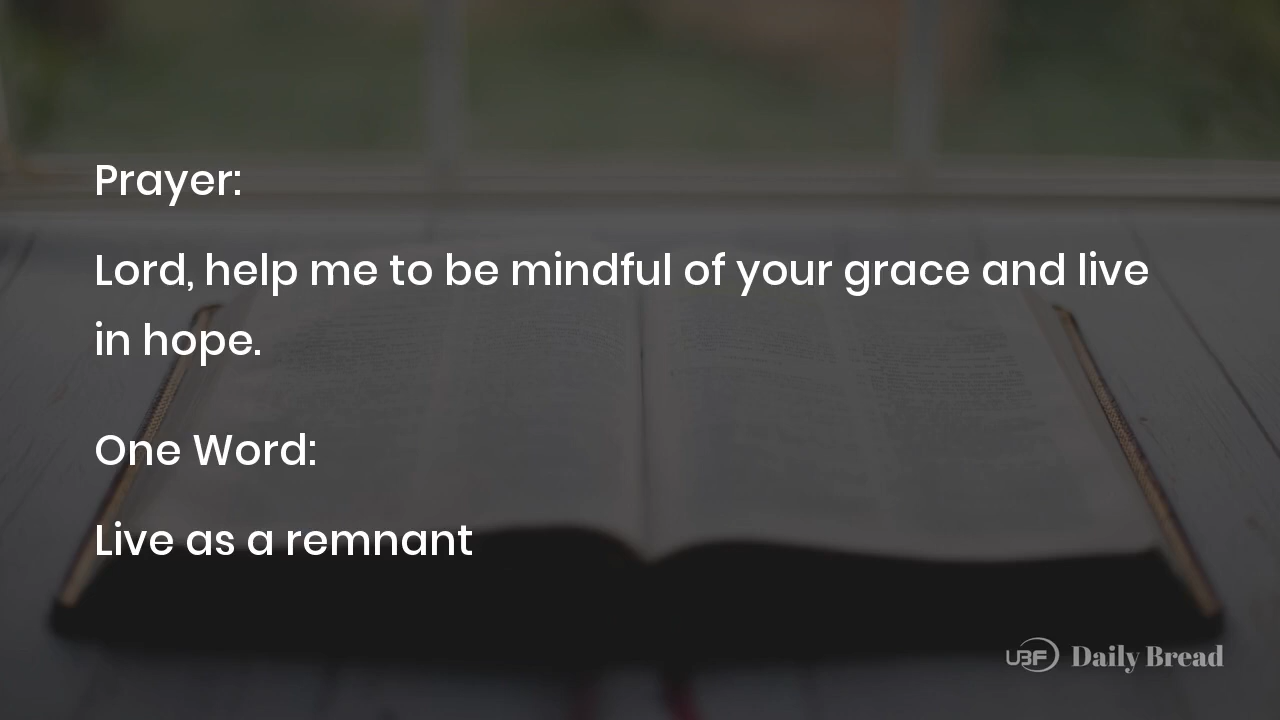 Prayer:
Lord, help me to be mindful of your grace and live
in hope.
One Word:
Live as a remnant
UBF Daily Bread